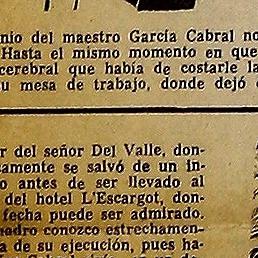 nio del maestro García Cabral no
Hasta el mismo momento en que
cerebral que había de costarle la
u mesa de trabajo, donde dejó
r del señor Del Valle, don-
samente se salvó de un in-
o antes de ser llevado al
del hotel L'Escargot, don-
fecha puede ser admirado.
uadro conozco estrechamen-
a de su ejecución, pues ha-